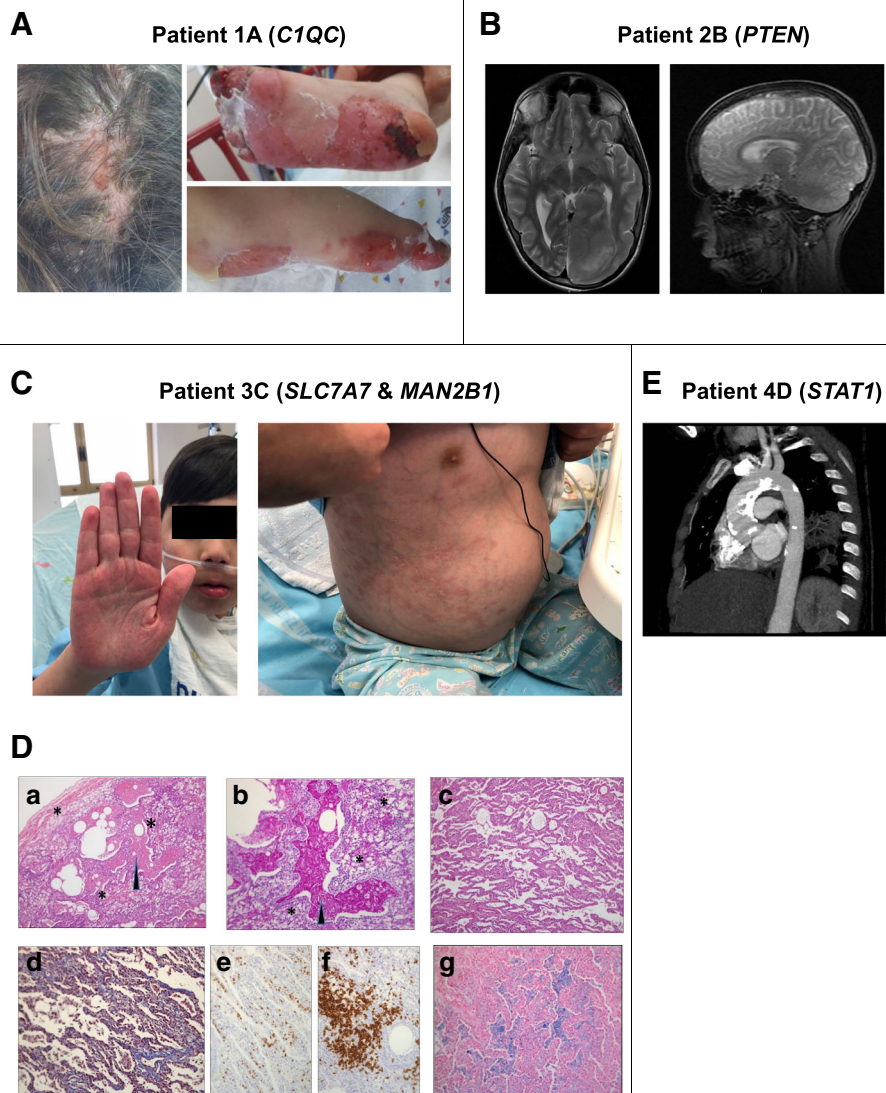 A
Patient 1A (C1QC)
B
Patient 2B (PTEN)
C
Patient 3C (SLC7A7 & MAN2B1)
E
Patient 4D (STAT1)
D
a
*
*
*
b
*
*
*
c
d
e
f
g